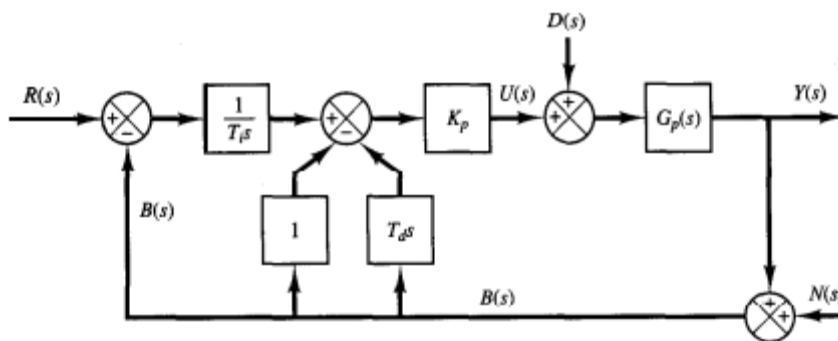 D(s)
R(s)
+
−
1
T_i s
+
−
K_p
U(s)
+
+
G_p(s)
Y(s)
B(s)
1
T_d s
B(s)
+
+
N(s